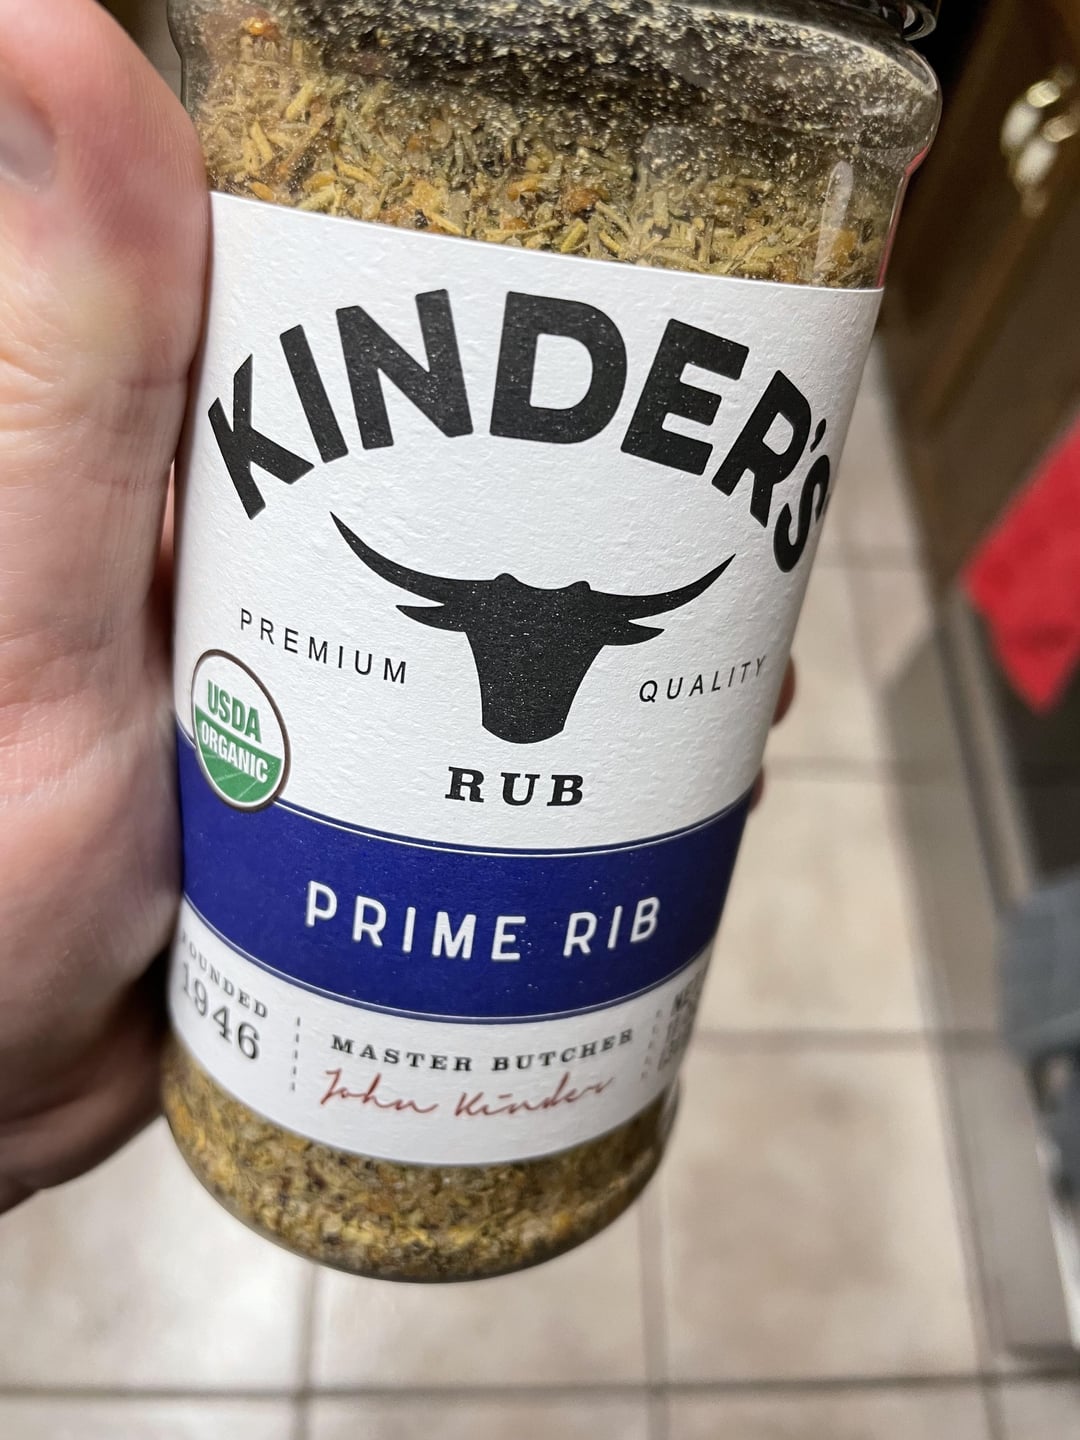 KINDER'S
PREMIUM QUALITY
USDA
ORGANIC
RUB
PRIME RIB
FOUNDED
1946
MASTER BUTCHER
John Kinder